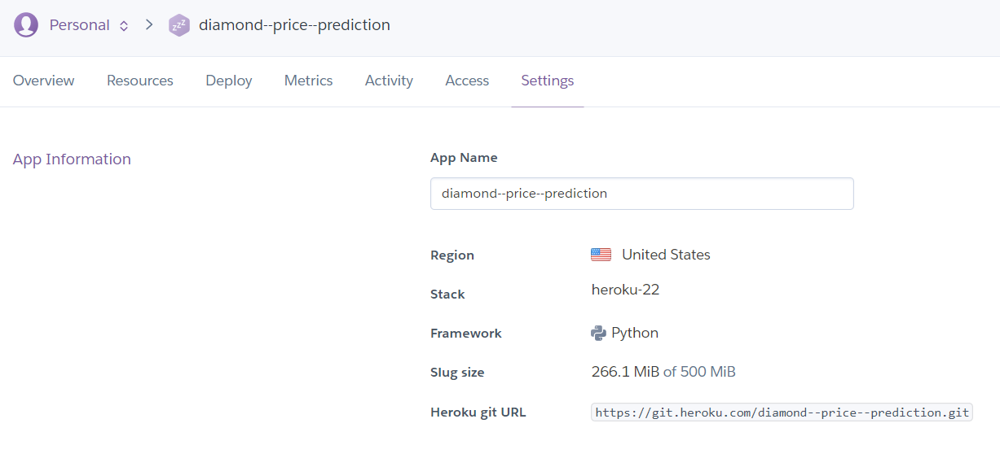 Personal > diamond--price--prediction
Overview Resources Deploy Metrics Activity Access Settings
App Information
App Name
diamond--price--prediction
Region United States
Stack heroku-22
Framework Python
Slug size 266.1 MiB of 500 MiB
Heroku git URL https://git.heroku.com/diamond--price--prediction.git